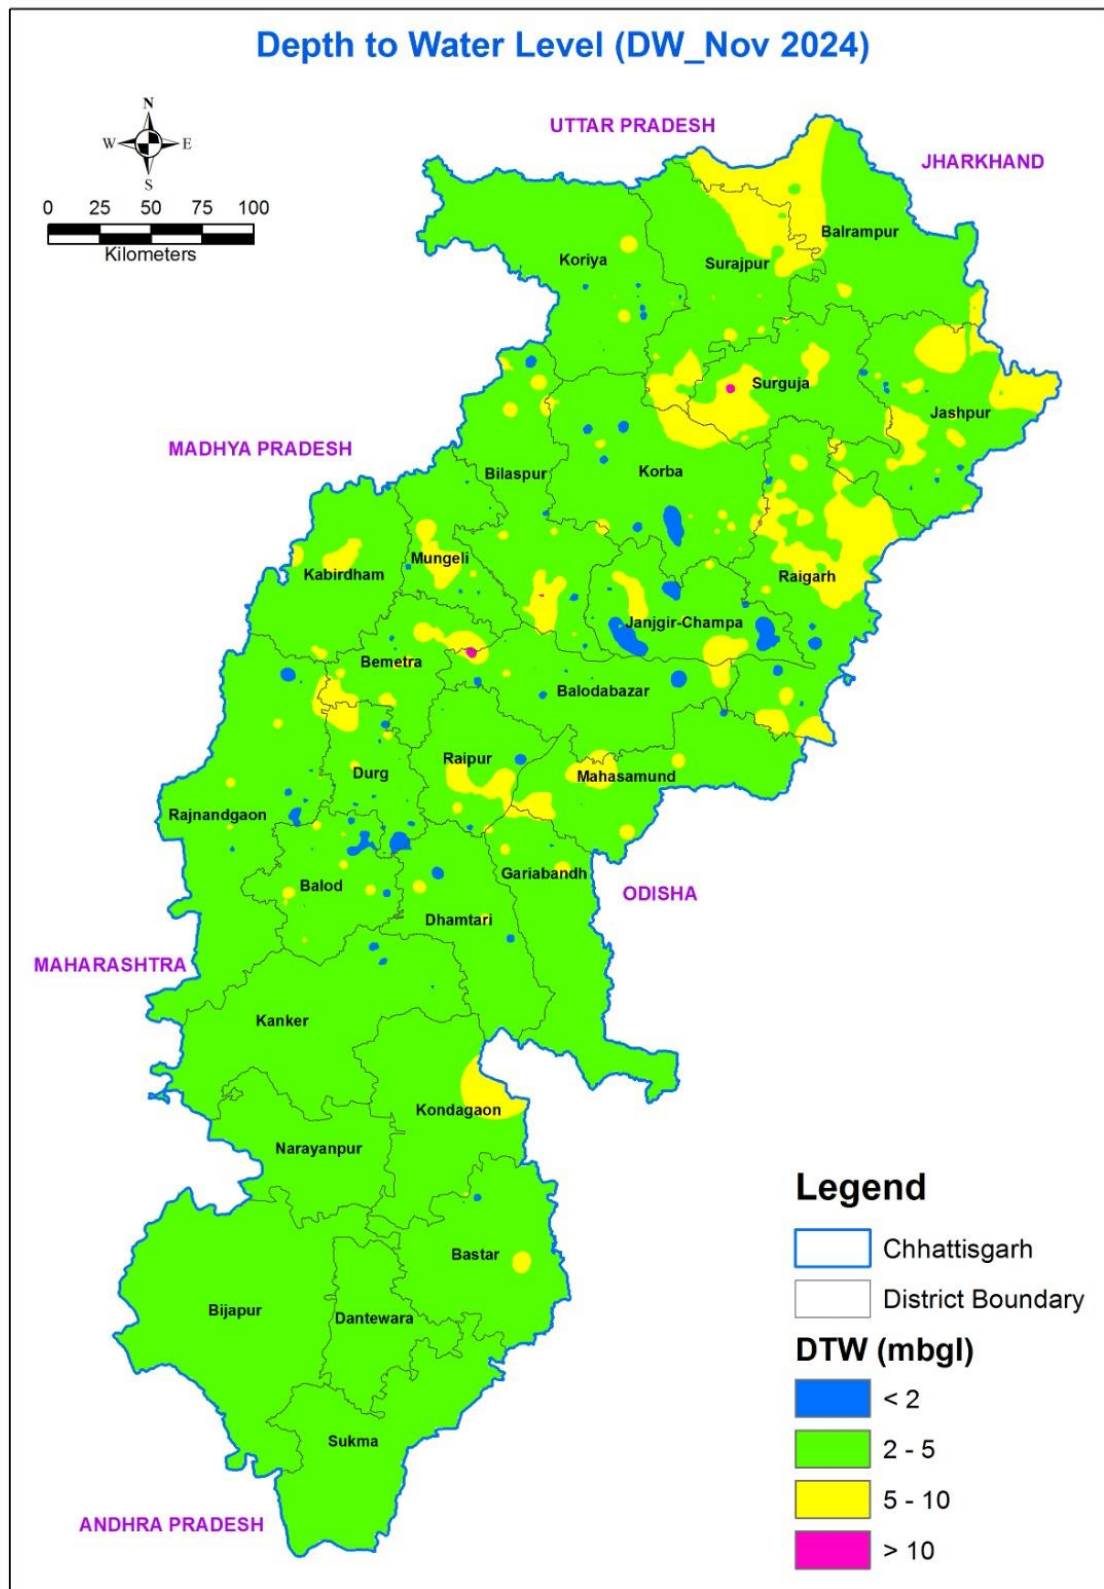 Depth to Water Level (DW_Nov 2024)
N
W E
S
0 25 50 75 100
Kilometers
UTTAR PRADESH
JHARKHAND
Balrampur
Koriya
Surajpur
Surguja
Jashpur
MADHYA PRADESH
Bilaspur
Korba
Mungeli
Kabirdham
Raigarh
Janjgir-Champa
Bemetra
Balodabazar
Raipur
Durg
Mahasamund
Rajnandgaon
Gariabandh
Balod
ODISHA
Dhamtari
MAHARASHTRA
Kanker
Kondagaon
Narayanpur
Bastar
Bijapur
Dantewara
Sukma
ANDHRA PRADESH
Legend
Chhattisgarh
District Boundary
DTW (mbgl)
< 2
2 - 5
5 - 10
> 10